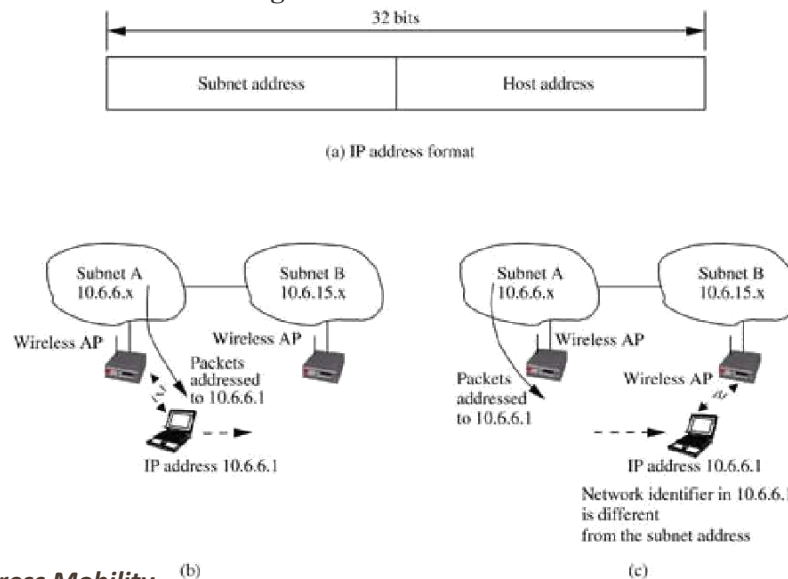 32 bits
Subnet address
Host address
(a) IP address format
Subnet A
10.6.6.x
Subnet B
10.6.15.x
Wireless AP
Wireless AP
Packets
addressed
to 10.6.6.1
IP address 10.6.6.1
(b)
Subnet A
10.6.6.x
Subnet B
10.6.15.x
Wireless AP
Wireless AP
Packets
addressed
to 10.6.6.1
IP address 10.6.6.1
Network identifier in 10.6.6.1
is different
from the subnet address
(c)
Mobility